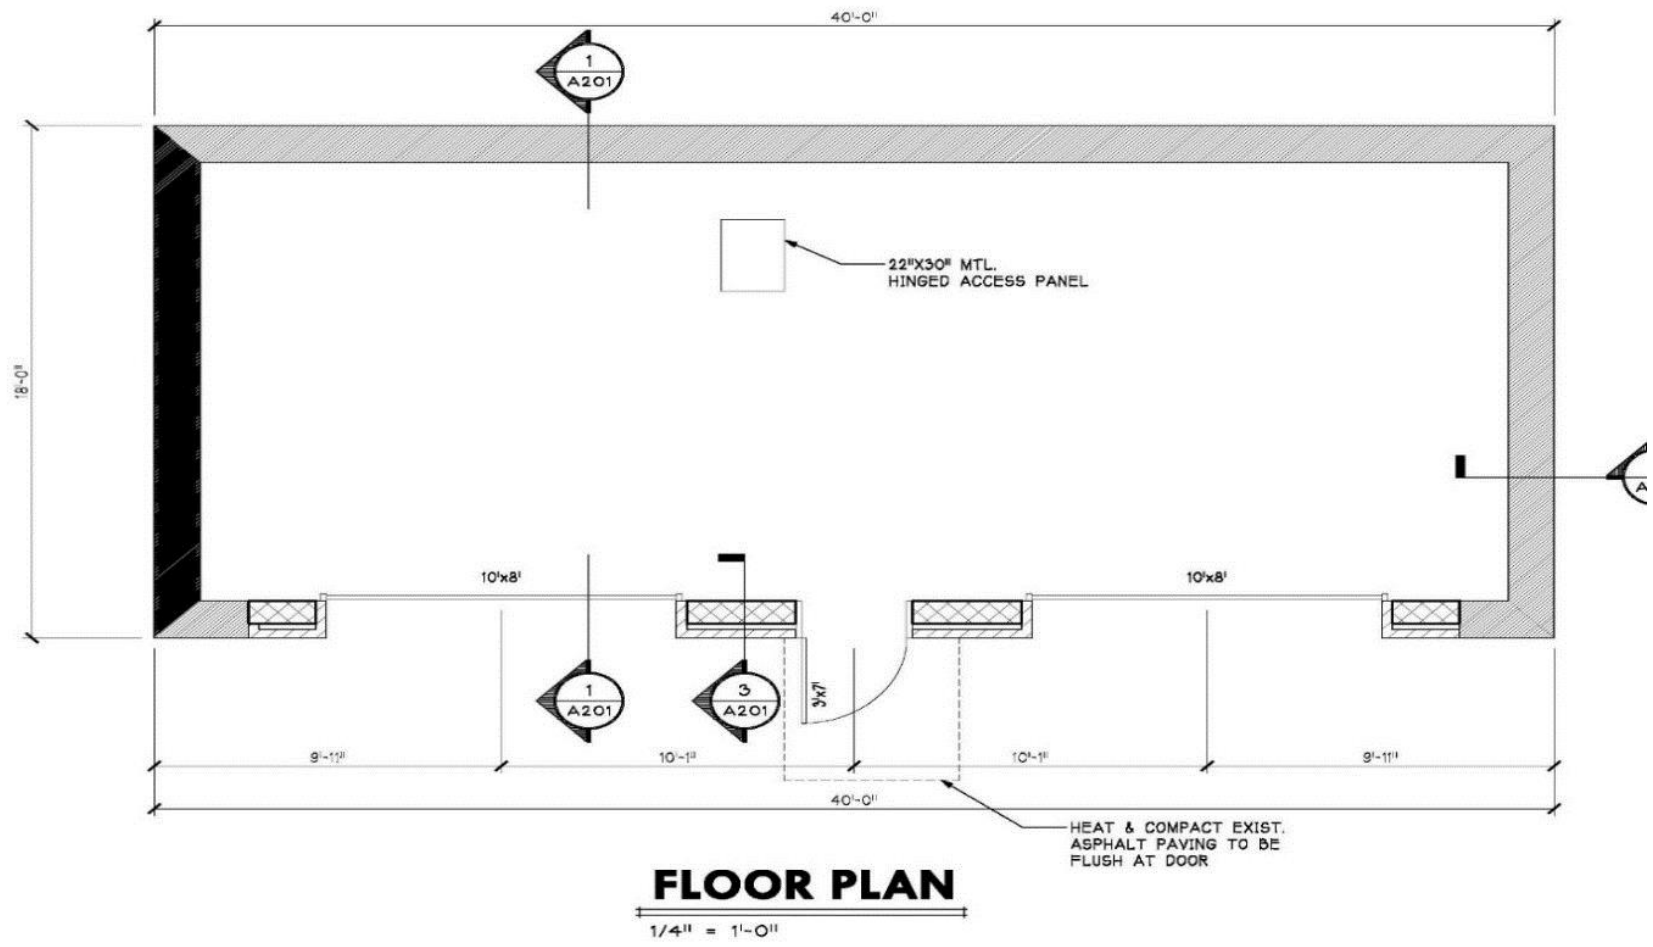 40'-0"
1
A201
18'-0"
22"X30" MTL.
HINGED ACCESS PANEL
A
10'x8'
10'x8'
1
A201
3
A201
3'x7'
9'-11"
10'-1"
10'-1"
9'-11"
40'-0"
HEAT & COMPACT EXIST.
ASPHALT PAVING TO BE
FLUSH AT DOOR
FLOOR PLAN
1/4" = 1'-0"